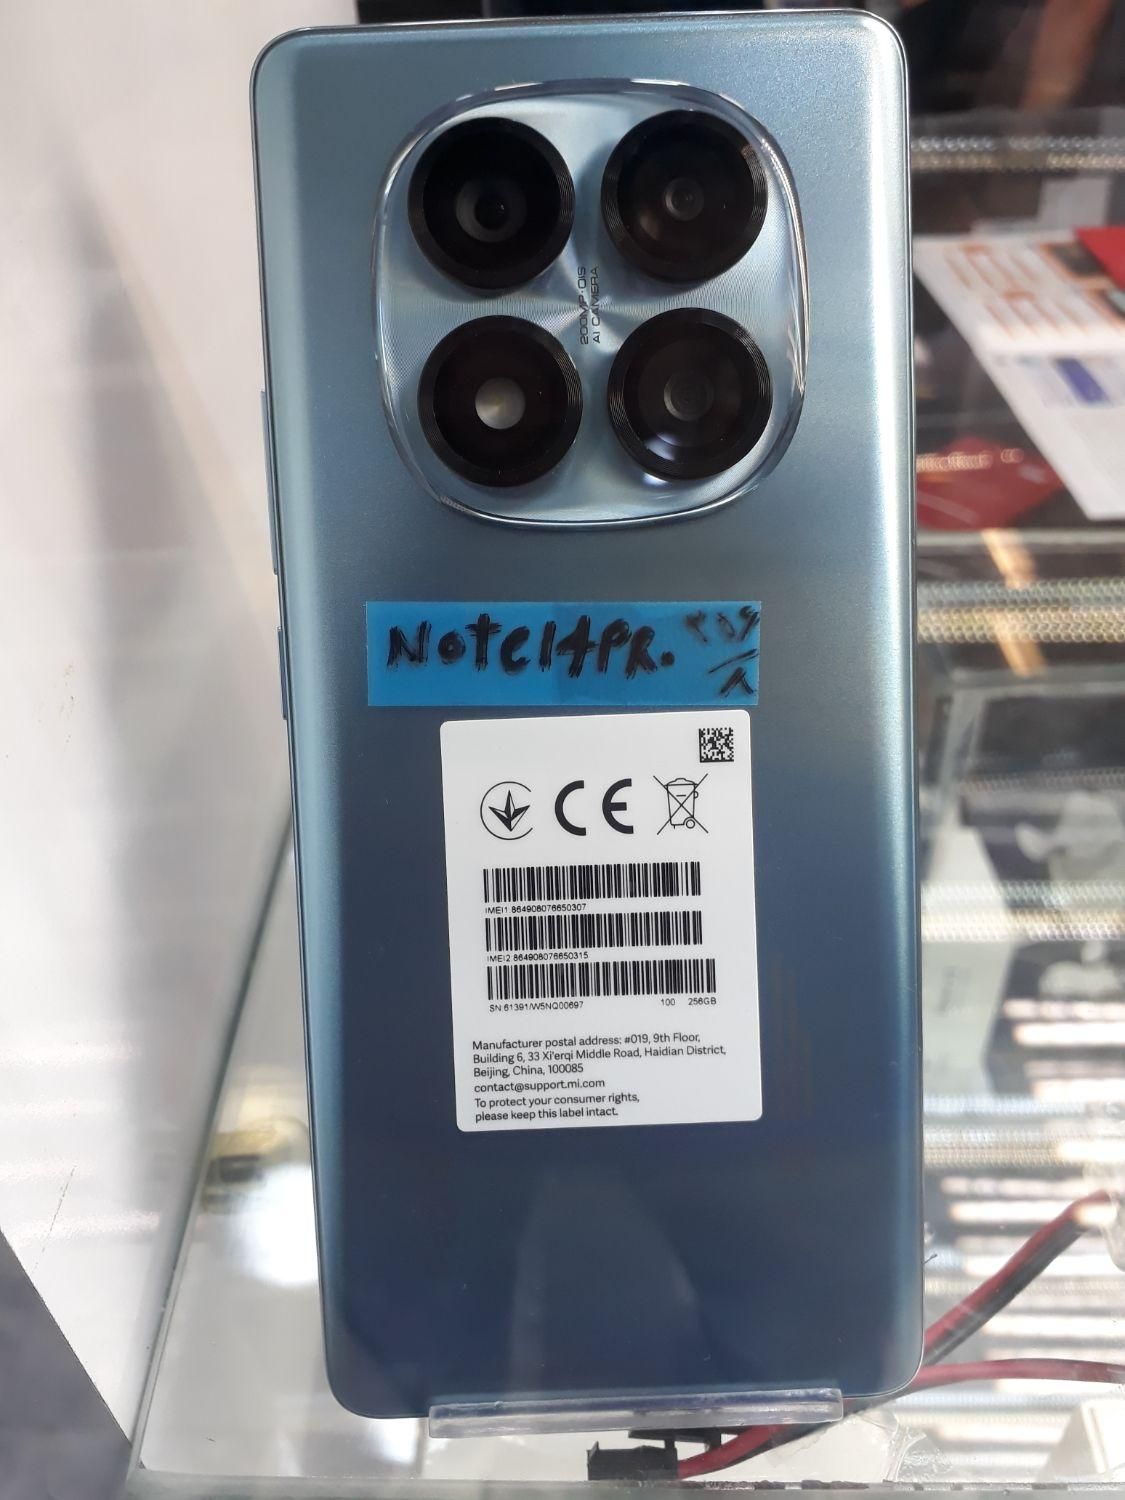 200MP·OIS
AI CAMERA
Note14PR. ۲۵۶
/۸
CE
IMEI1 864908076650307
IMEI2 864908076650315
SN:61391/W5NQ00697 100 256GB
Manufacturer postal address: #019, 9th Floor,
Building 6, 33 Xi'erqi Middle Road, Haidian District,
Beijing, China, 100085
contact@support.mi.com
To protect your consumer rights,
please keep this label intact.